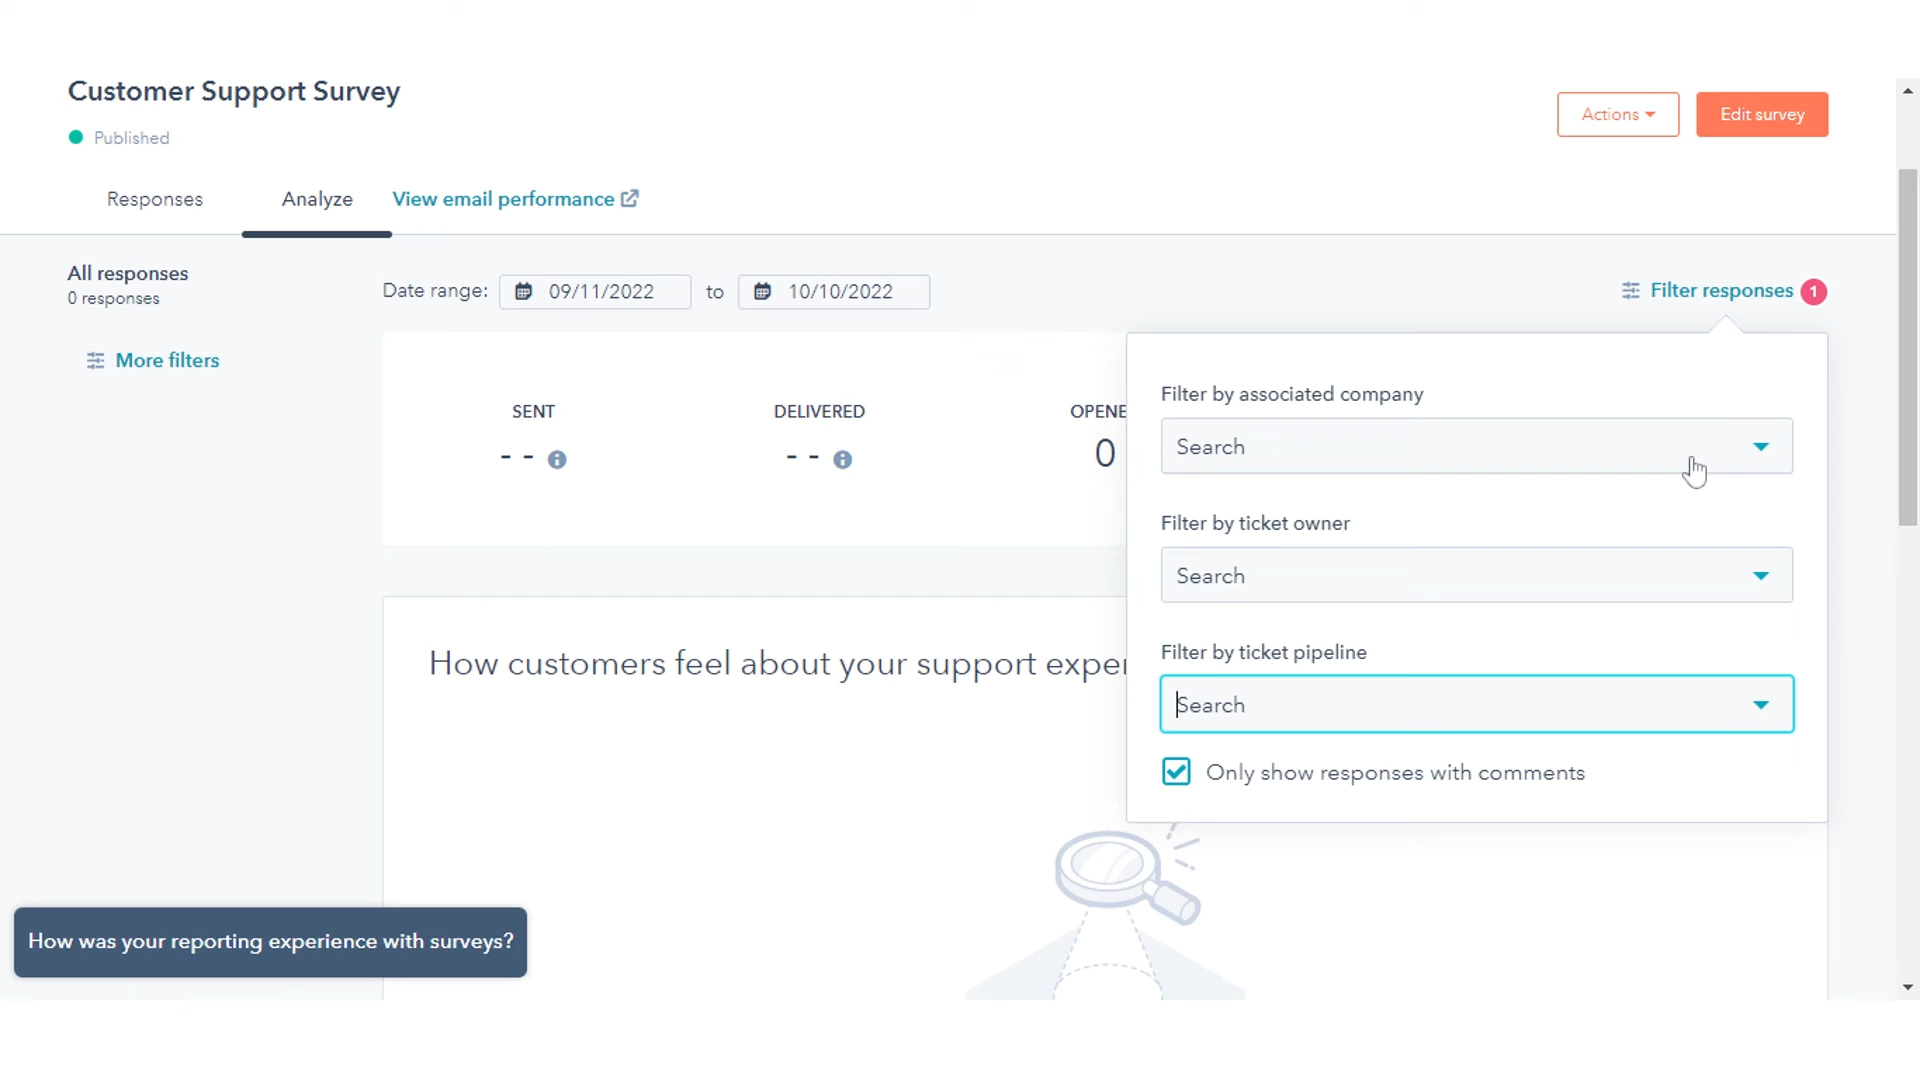 Customer Support Survey
Published
Actions
Edit survey
Responses
Analyze
View email performance
All responses
0 responses
Date range:
09/11/2022
to
10/10/2022
Filter responses
1
More filters
SENT
--
DELIVERED
--
OPENE
0
Filter by associated company
Search
Filter by ticket owner
Search
Filter by ticket pipeline
Search
Only show responses with comments
How customers feel about your support exper
How was your reporting experience with surveys?